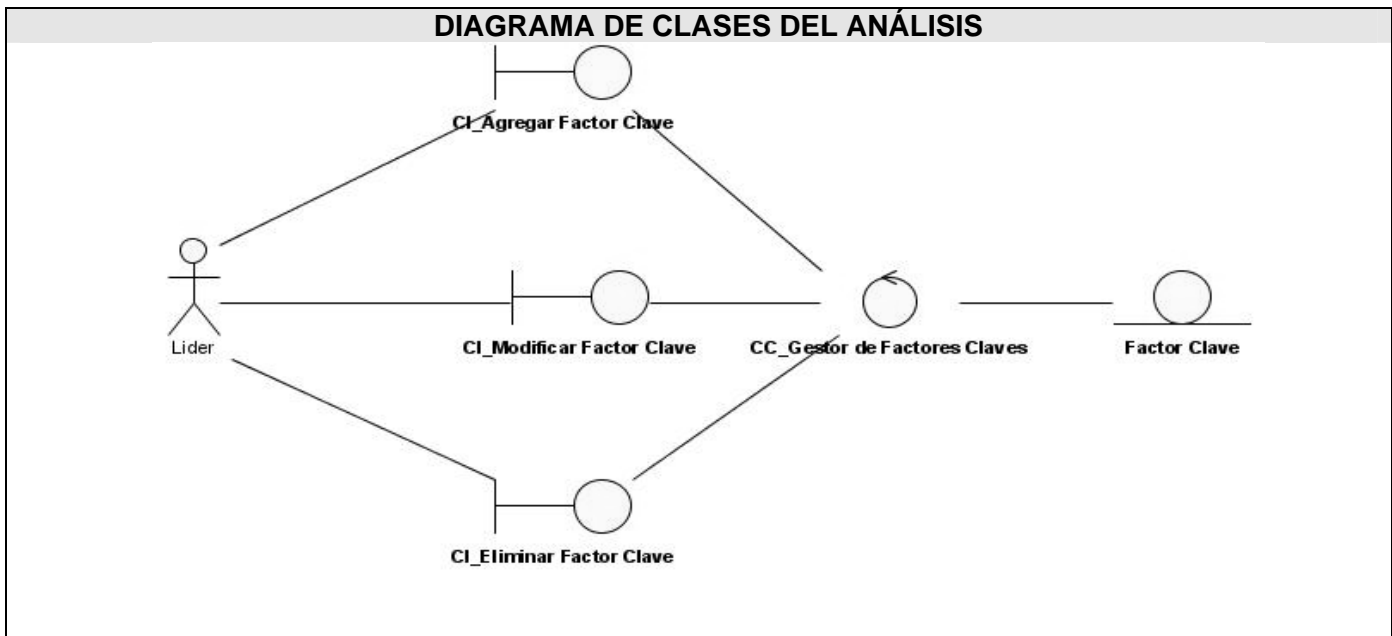 DIAGRAMA DE CLASES DEL ANÁLISIS
CI_Agregar Factor Clave
Lider
CI_Modificar Factor Clave
CC_Gestor de Factores Claves
Factor Clave
CI_Eliminar Factor Clave